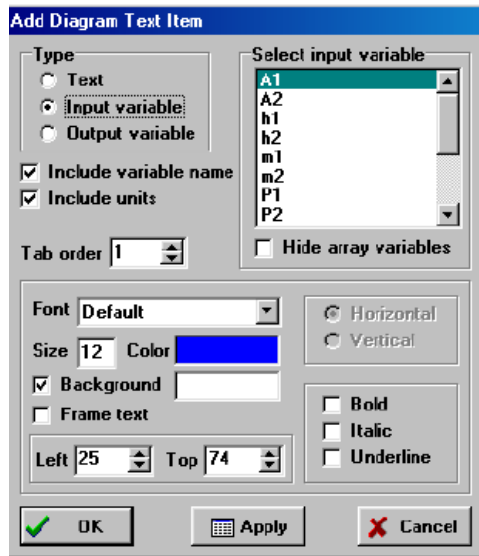 Add Diagram Text Item
Type
Text
Input variable
Output variable
Include variable name
Include units
Tab order 1
Select input variable
A1
A2
h1
h2
m1
m2
P1
P2
Hide array variables
Font Default
Size 12 Color
Background
Frame text
Left 25 Top 74
Horizontal
Vertical
Bold
Italic
Underline
OK Apply Cancel